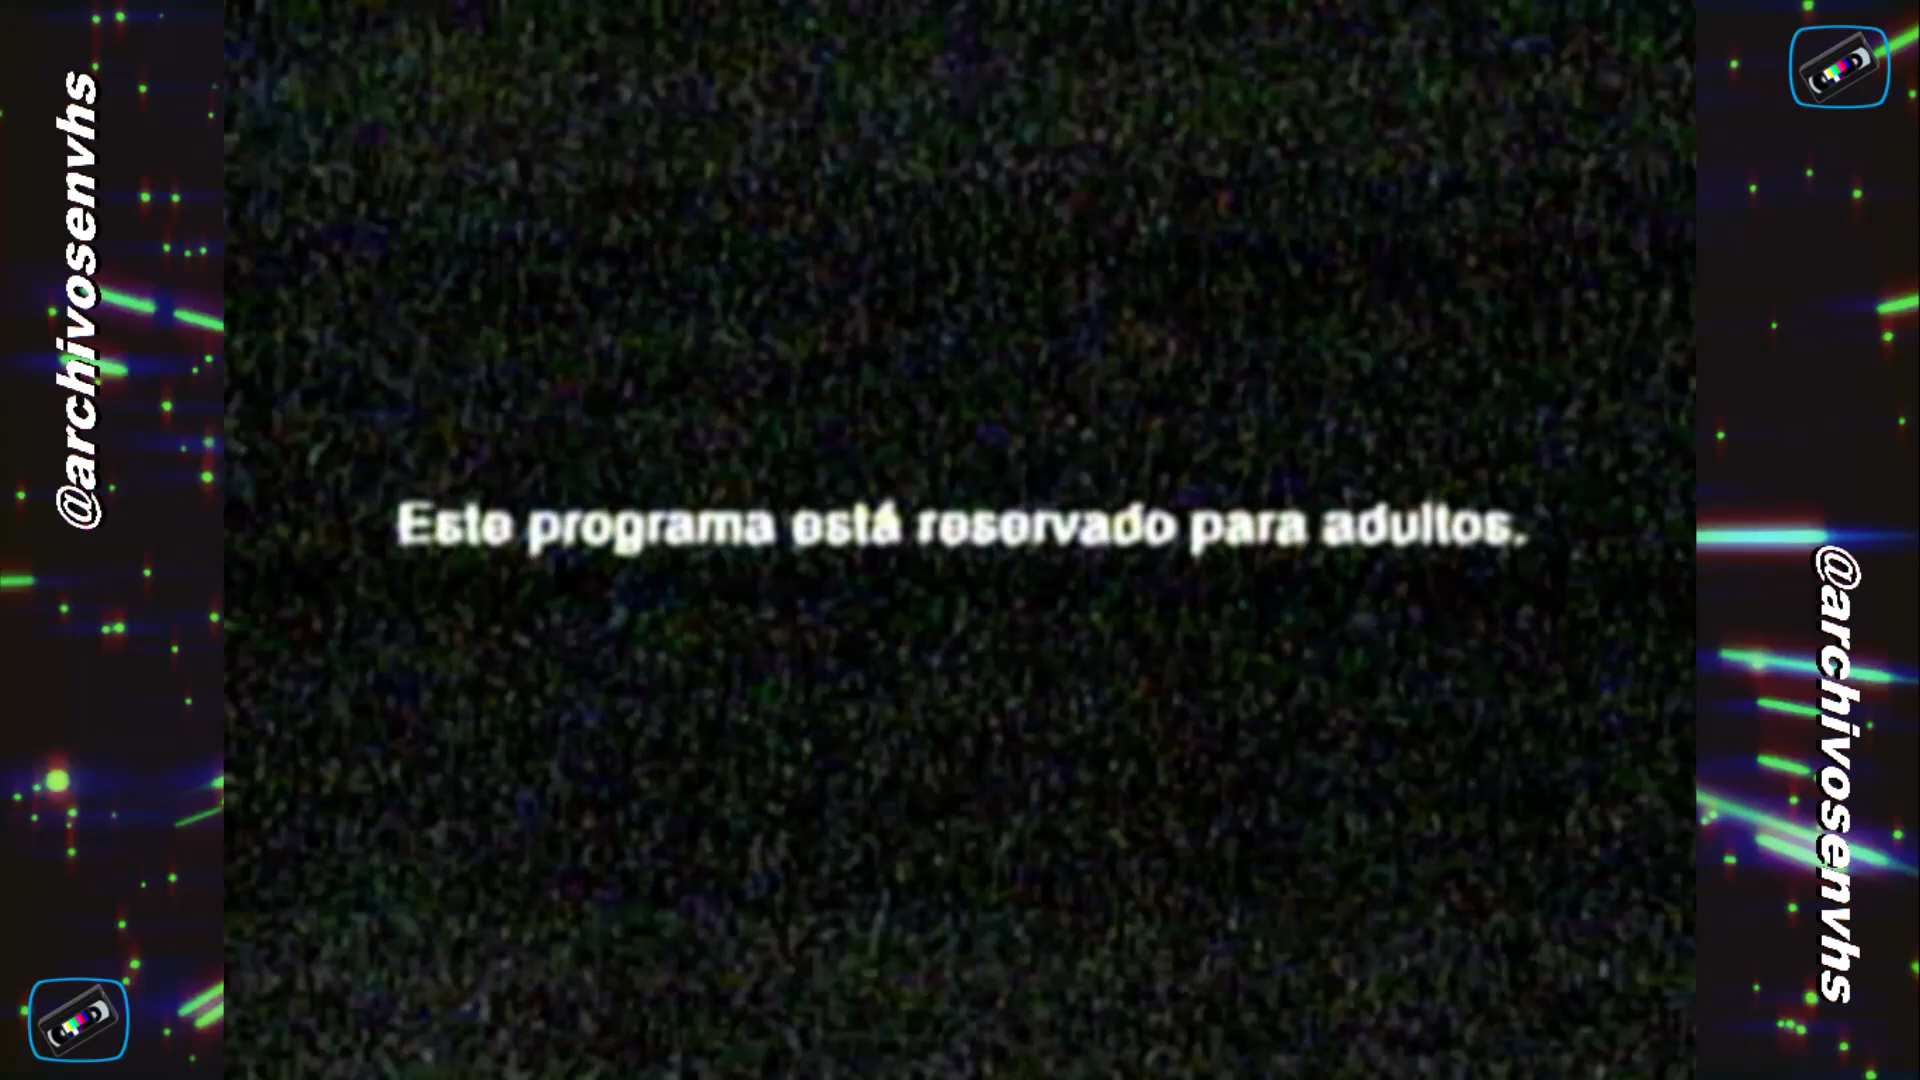 @archivosenvhs
Este programa está reservado para adultos.
@archivosenvhs